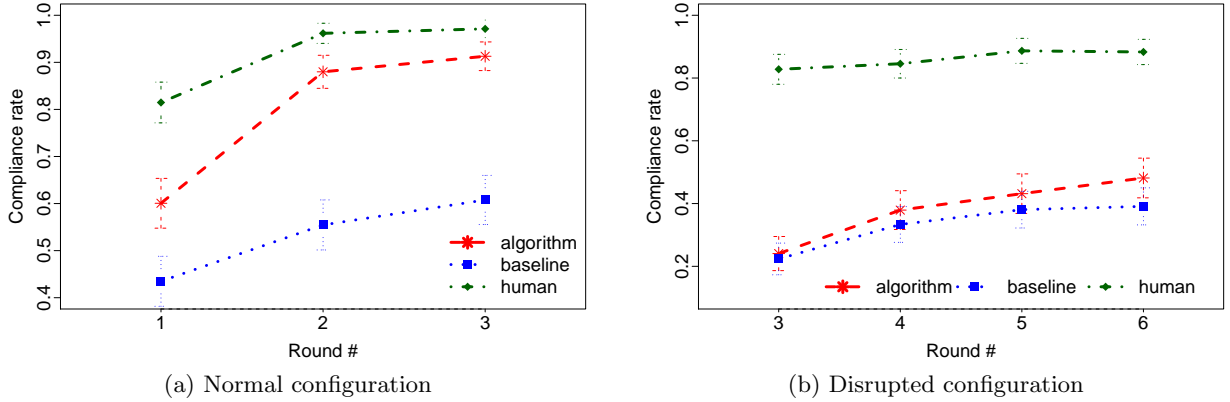 Compliance rate
1.0
0.9
0.8
0.7
0.6
0.5
0.4
algorithm
baseline
human
1 2 3
Round #
(a) Normal configuration
Compliance rate
1.0
0.8
0.6
0.4
0.2
algorithm baseline human
3 4 5 6
Round #
(b) Disrupted configuration